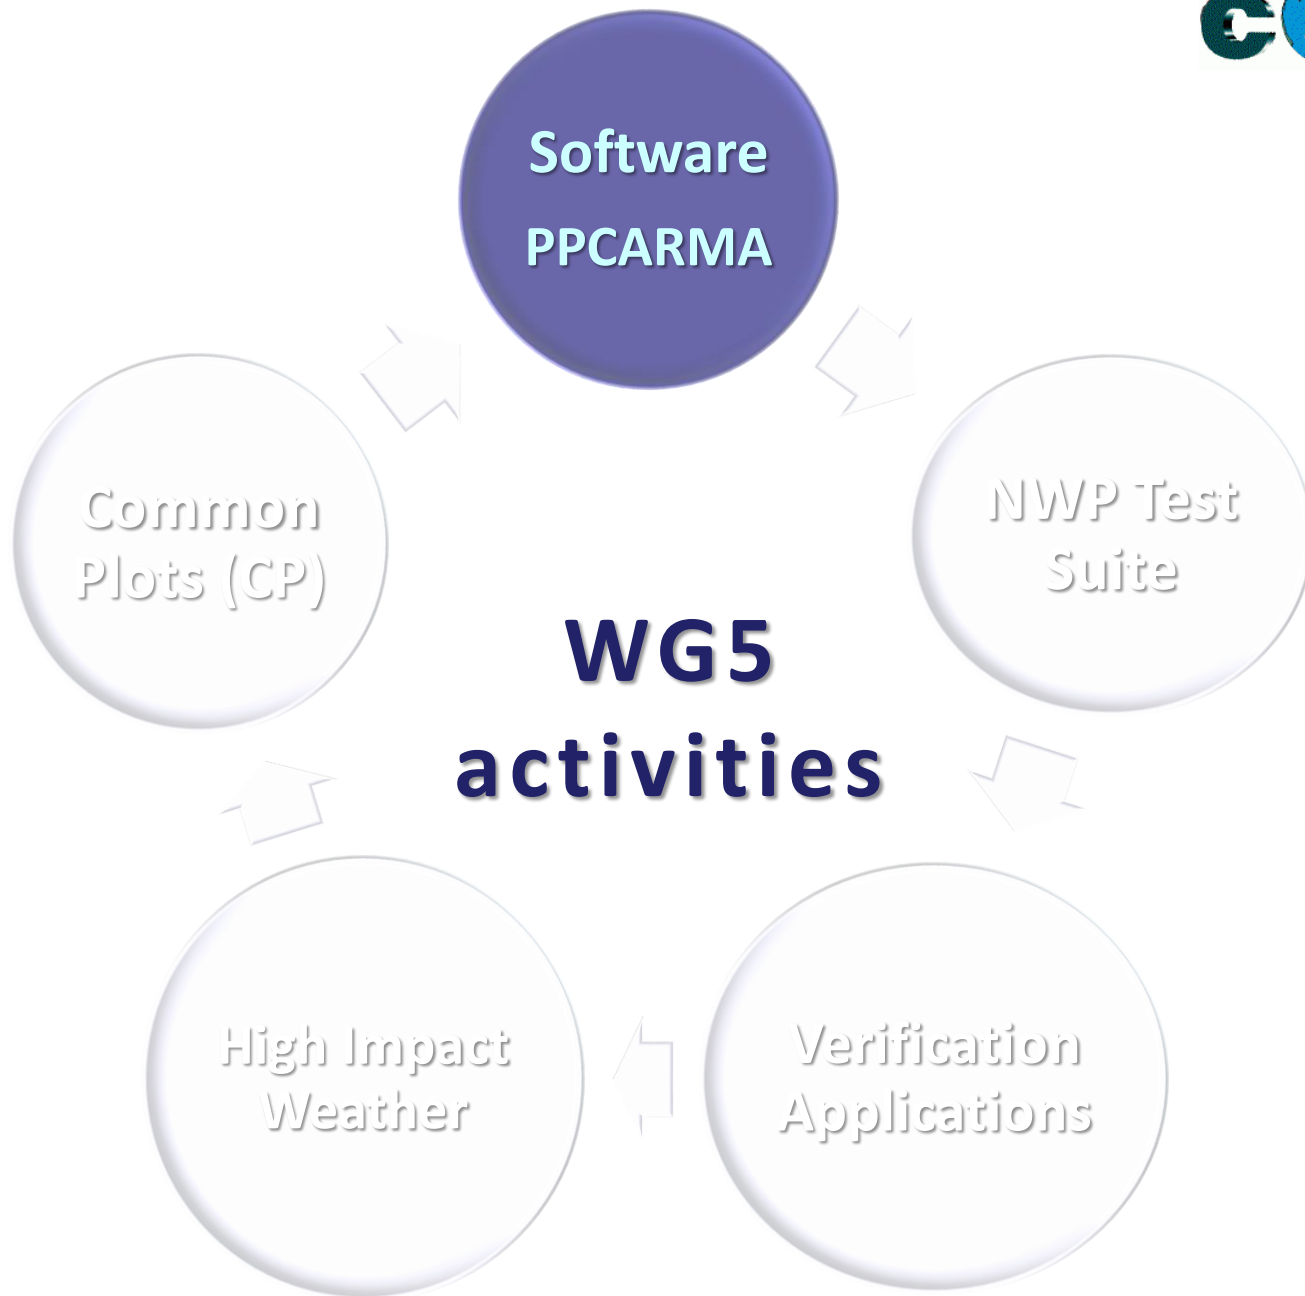 Software
PPCARMA
Common
Plots (CP)
NWP Test
Suite
WG5
activities
High Impact
Weather
Verification
Applications